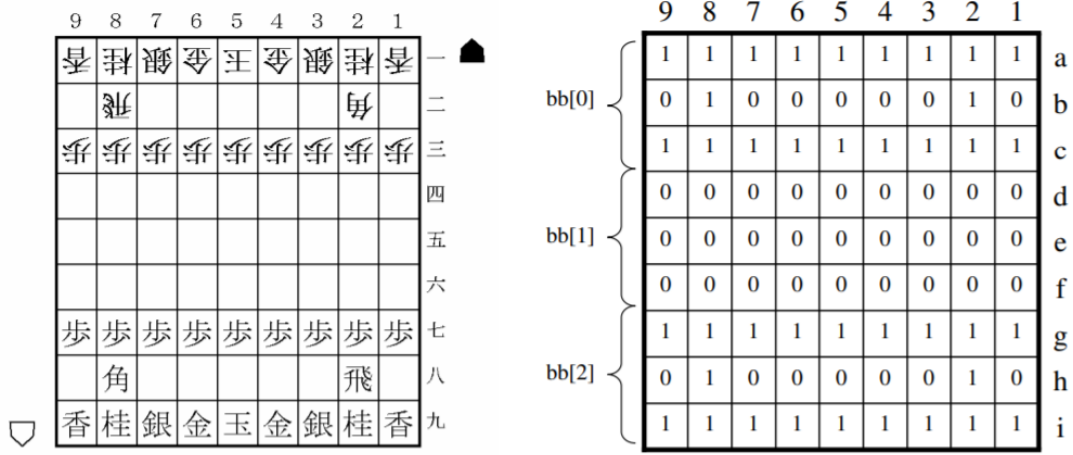 9 8 7 6 5 4 3 2 1
香 桂 銀 金 玉 金 銀 桂 香 一
飛 角 二
歩 歩 歩 歩 歩 歩 歩 歩 歩 三
四
五
六
歩 歩 歩 歩 歩 歩 歩 歩 歩 七
角 飛 八
香 桂 銀 金 玉 金 銀 桂 香 九
9 8 7 6 5 4 3 2 1
1 1 1 1 1 1 1 1 1 a
bb[0] 0 1 0 0 0 0 0 1 0 b
1 1 1 1 1 1 1 1 1 c
0 0 0 0 0 0 0 0 0 d
bb[1] 0 0 0 0 0 0 0 0 0 e
0 0 0 0 0 0 0 0 0 f
1 1 1 1 1 1 1 1 1 g
bb[2] 0 1 0 0 0 0 0 1 0 h
1 1 1 1 1 1 1 1 1 i